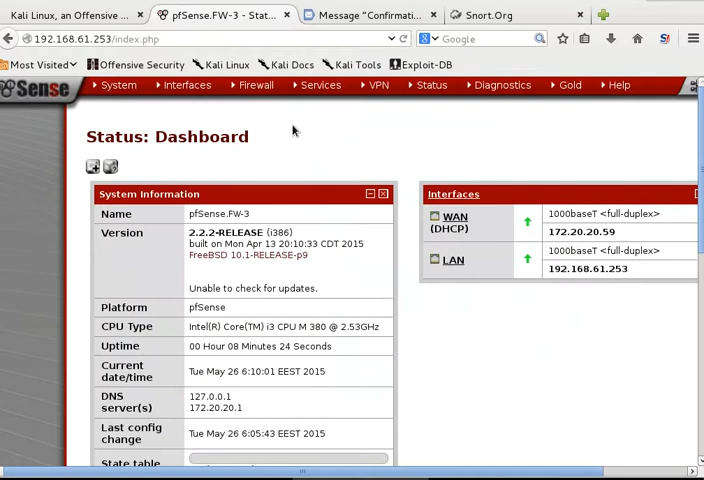 Kali Linux, an Offensive ...
pfSense.FW-3 - Stat...
Message “Confirmati...
Snort.Org
192.168.61.253/index.php
Google
Most Visited
Offensive Security
Kali Linux
Kali Docs
Kali Tools
Exploit-DB
Sense
System
Interfaces
Firewall
Services
VPN
Status
Diagnostics
Gold
Help
Status: Dashboard
System Information
Name pfSense.FW-3
Version 2.2.2-RELEASE (i386)
built on Mon Apr 13 20:10:33 CDT 2015
FreeBSD 10.1-RELEASE-p9
Unable to check for updates.
Platform pfSense
CPU Type Intel(R) Core(TM) i3 CPU M 380 @ 2.53GHz
Uptime 00 Hour 08 Minutes 24 Seconds
Current
date/time Tue May 26 6:10:01 EEST 2015
DNS
server(s) 127.0.0.1
172.20.20.1
Last config
change Tue May 26 6:05:43 EEST 2015
State table
Interfaces
WAN
(DHCP)
1000baseT <full-duplex>
172.20.20.59
LAN
1000baseT <full-duplex>
192.168.61.253